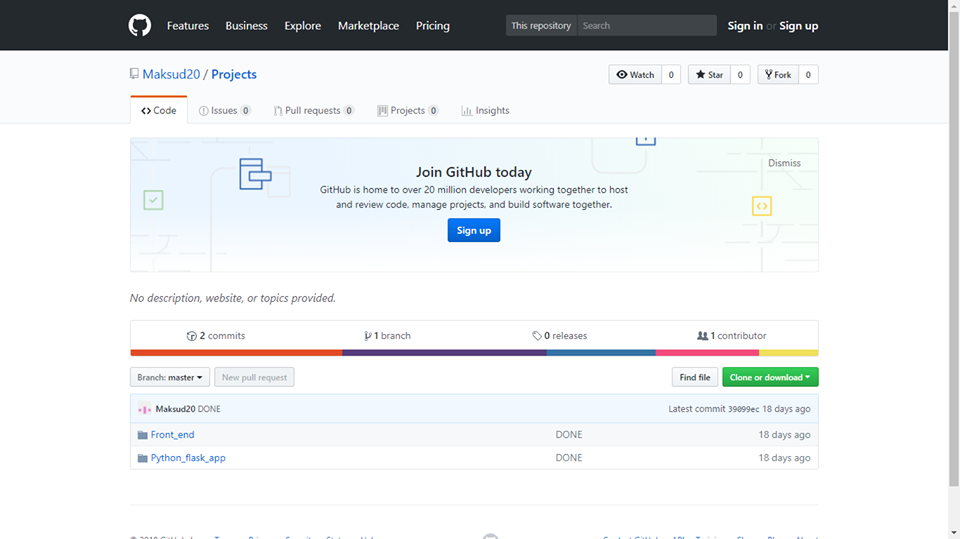 Features Business Explore Marketplace Pricing This repository Search Sign in or Sign up
Maksud20 / Projects Watch 0 Star 0 Fork 0
Code Issues 0 Pull requests 0 Projects 0 Insights
Dismiss
Join GitHub today
GitHub is home to over 20 million developers working together to host
and review code, manage projects, and build software together.
Sign up
No description, website, or topics provided.
2 commits 1 branch 0 releases 1 contributor
Branch: master New pull request Find file Clone or download
Maksud20 DONE Latest commit 39099ec 18 days ago
Front_end DONE 18 days ago
Python_flask_app DONE 18 days ago